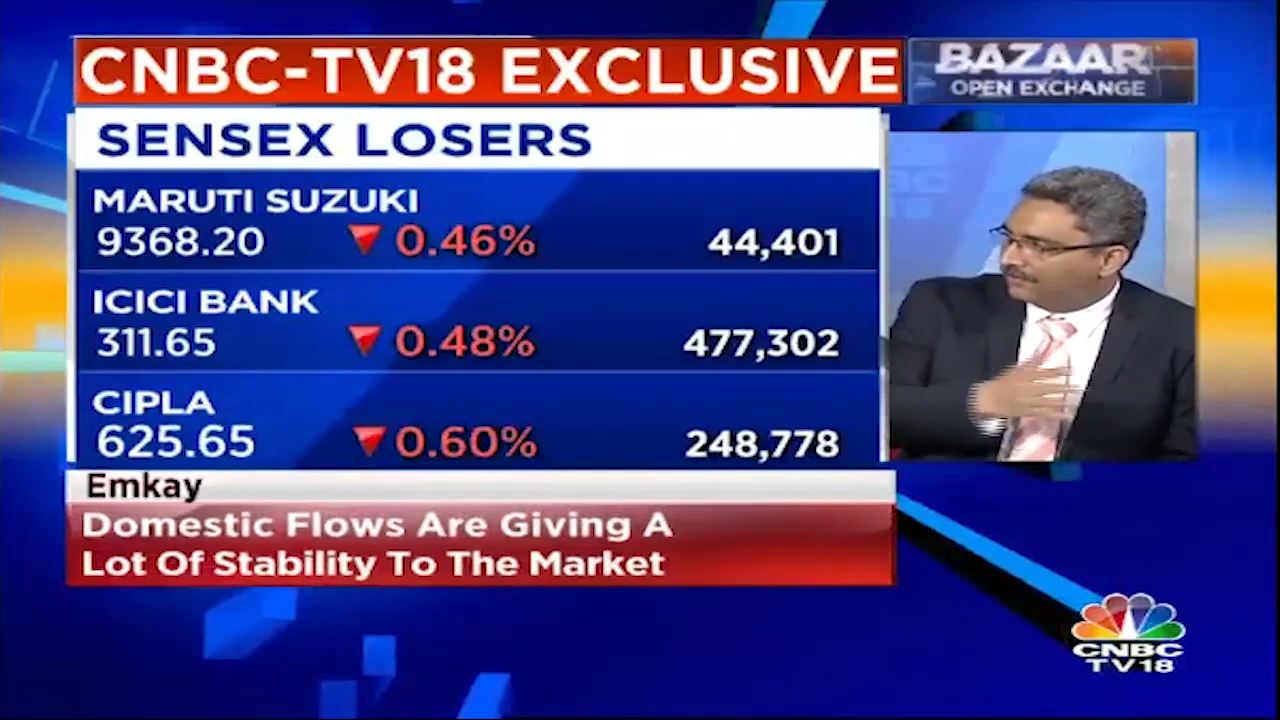 CNBC-TV18 EXCLUSIVE
BAZAAR
OPEN EXCHANGE
SENSEX LOSERS
MARUTI SUZUKI
9368.20 0.46% 44,401
ICICI BANK
311.65 0.48% 477,302
CIPLA
625.65 0.60% 248,778
Emkay
Domestic Flows Are Giving A
Lot Of Stability To The Market
CNBC
TV18